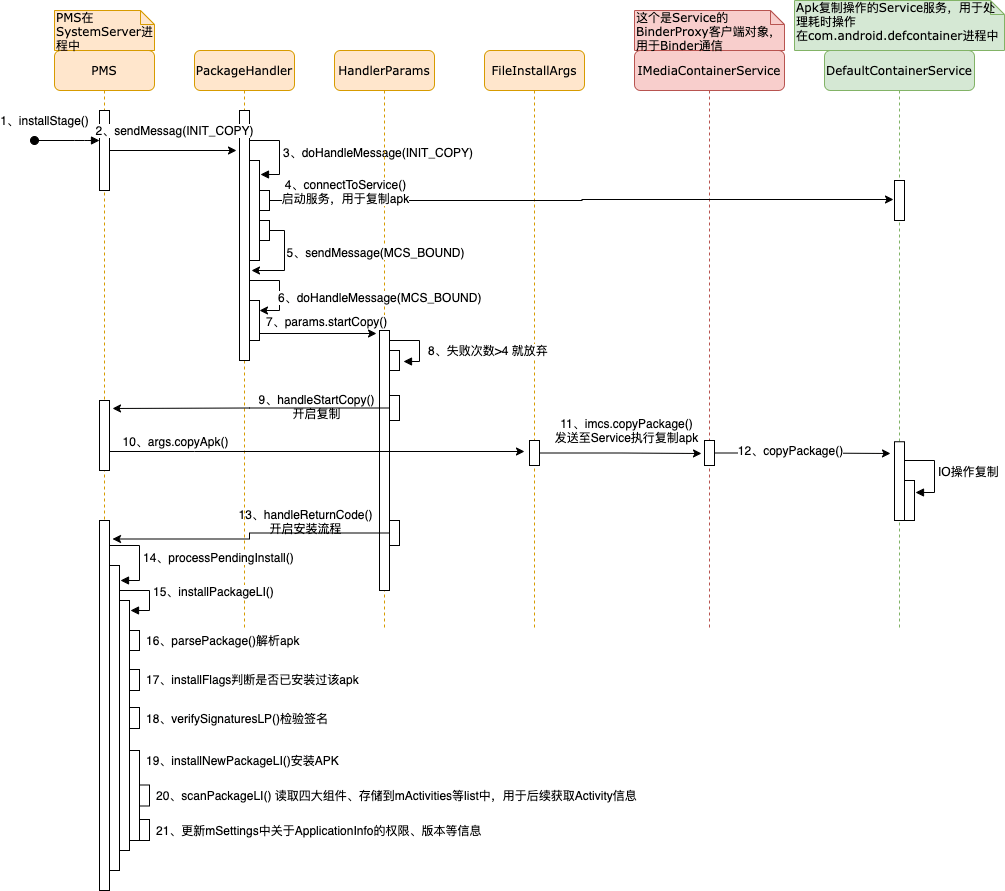 PMS在
SystemServer进
程中
这个是Service的
BinderProxy客户端对象，
用于Binder通信
Apk复制操作的Service服务，用于处
理耗时操作
在com.android.defcontainer进程中
PMS
PackageHandler
HandlerParams
FileInstallArgs
IMediaContainerService
DefaultContainerService
1、installStage()
2、sendMessag(INIT_COPY)
3、doHandleMessage(INIT_COPY)
4、connectToService()
启动服务，用于复制apk
5、sendMessage(MCS_BOUND)
6、doHandleMessage(MCS_BOUND)
7、params.startCopy()
8、失败次数>4 就放弃
9、handleStartCopy()
开启复制
10、args.copyApk()
11、imcs.copyPackage()
发送至Service执行复制apk
12、copyPackage()
IO操作复制
13、handleReturnCode()
开启安装流程
14、processPendingInstall()
15、installPackageLI()
16、parsePackage()解析apk
17、installFlags判断是否已安装过该apk
18、verifySignaturesLP()检验签名
19、installNewPackageLI()安装APK
20、scanPackageLI() 读取四大组件、存储到mActivities等list中，用于后续获取Activity信息
21、更新mSettings中关于ApplicationInfo的权限、版本等信息